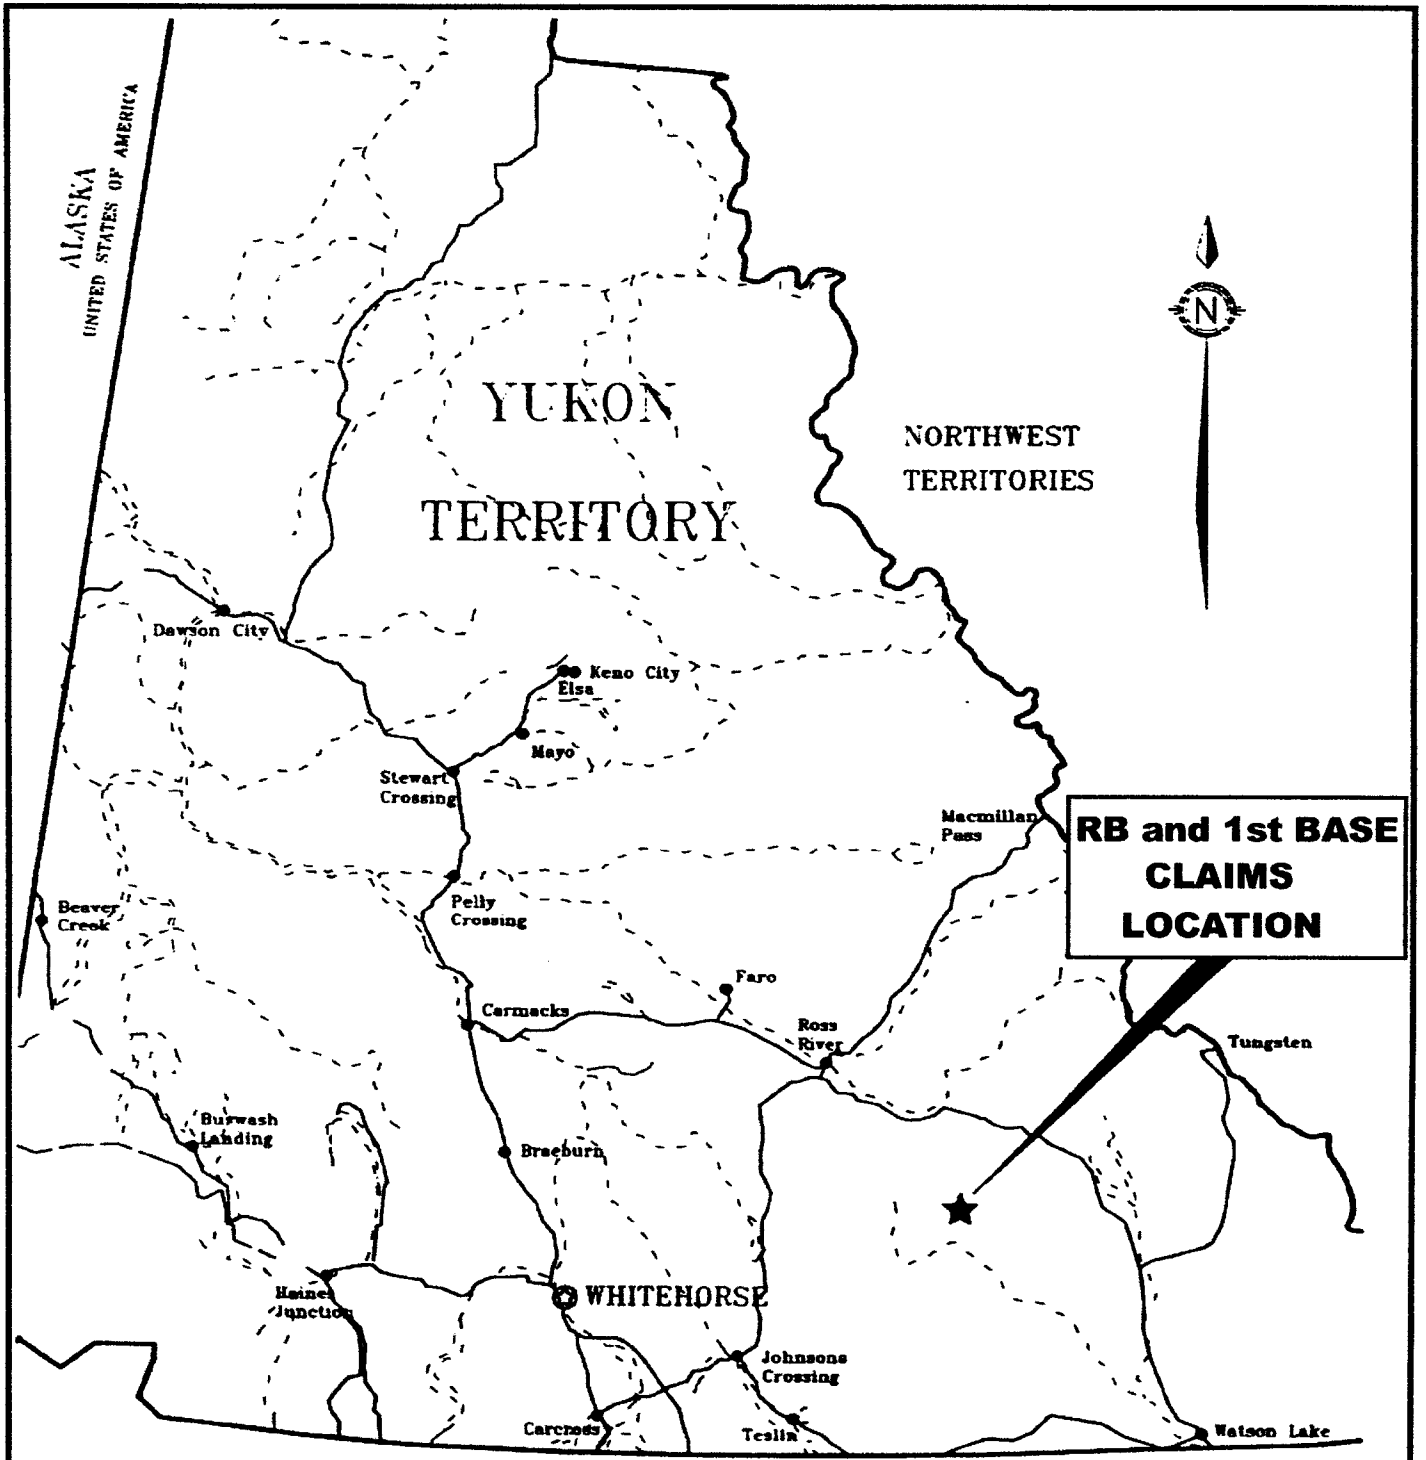 ALASKA
UNITED STATES OF AMERICA
N
YUKON
TERRITORY
NORTHWEST
TERRITORIES
Dawson City
Keno City
Elsa
Mayo
Stewart
Crossing
Macmillan
Pass
RB and 1st BASE
CLAIMS
LOCATION
Beaver
Creek
Pelly
Crossing
Faro
Carmacks
Ross
River
Tungsten
Burwash
Landing
Braeburn
Haines
Junction
WHITEHORSE
Johnsons
Crossing
Carcross
Teslin
Watson Lake